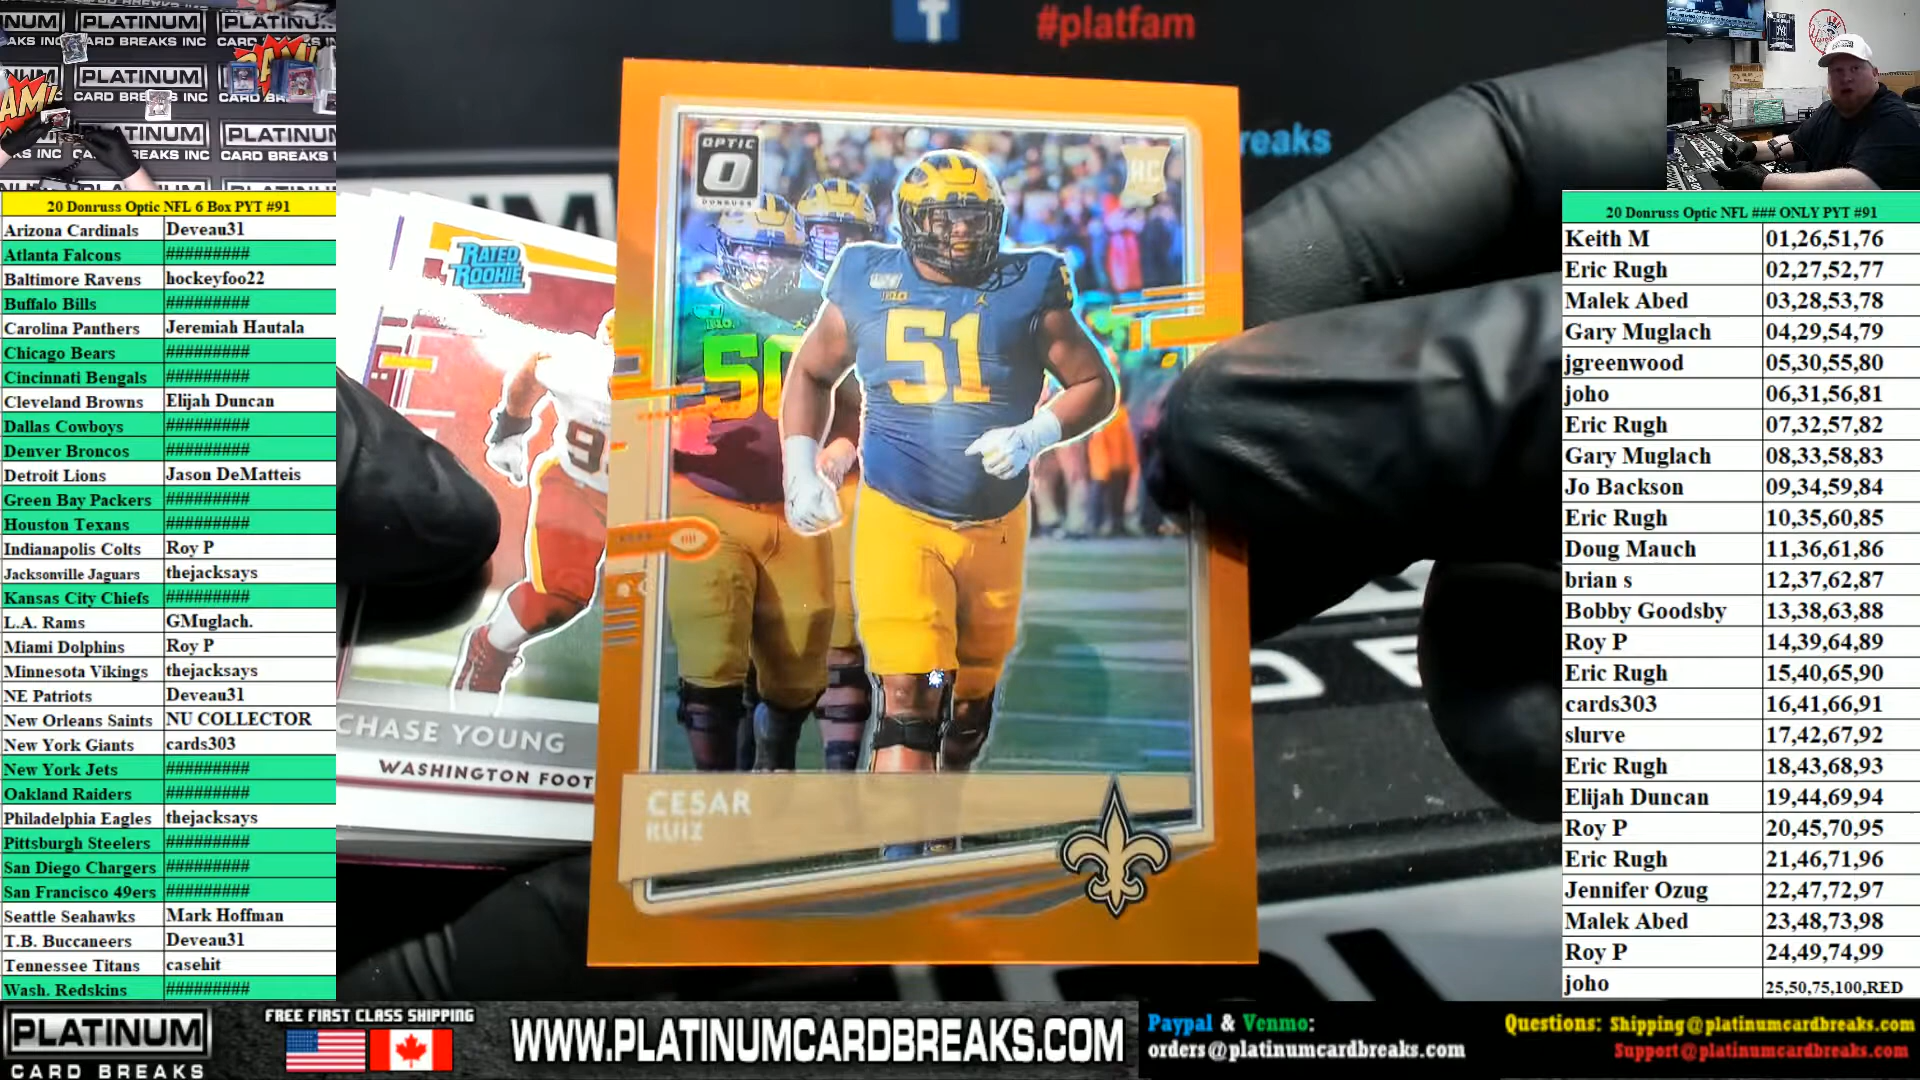 PLATINUM
CARD BREAKS INC
PLATINUM
CARD BREAKS INC
PLATINUM
#platfam
reaks
20 Donruss Optic NFL 6 Box PYT #91
Arizona Cardinals Deveau31
Atlanta Falcons #########
Baltimore Ravens hockeyfoo22
Buffalo Bills #########
Carolina Panthers Jeremiah Hautala
Chicago Bears #########
Cincinnati Bengals #########
Cleveland Browns Elijah Duncan
Dallas Cowboys #########
Denver Broncos #########
Detroit Lions Jason DeMatteis
Green Bay Packers #########
Houston Texans #########
Indianapolis Colts Roy P
Jacksonville Jaguars thejacksays
Kansas City Chiefs #########
L.A. Rams GMuglach.
Miami Dolphins Roy P
Minnesota Vikings thejacksays
NE Patriots Deveau31
New Orleans Saints NU COLLECTOR
New York Giants cards303
New York Jets #########
Oakland Raiders #########
Philadelphia Eagles thejacksays
Pittsburgh Steelers #########
San Diego Chargers #########
San Francisco 49ers #########
Seattle Seahawks Mark Hoffman
T.B. Buccaneers Deveau31
Tennessee Titans casehit
Wash. Redskins #########
RATED
ROOKIE
CHASE YOUNG
WASHINGTON FOOT
OPTIC
O
DONRUSS
RC
50
51
CESAR
RUIZ
20 Donruss Optic NFL ### ONLY PYT #91
Keith M 01,26,51,76
Eric Rugh 02,27,52,77
Malek Abed 03,28,53,78
Gary Muglach 04,29,54,79
jgreenwood 05,30,55,80
joho 06,31,56,81
Eric Rugh 07,32,57,82
Gary Muglach 08,33,58,83
Jo Backson 09,34,59,84
Eric Rugh 10,35,60,85
Doug Mauch 11,36,61,86
brian s 12,37,62,87
Bobby Goodsby 13,38,63,88
Roy P 14,39,64,89
Eric Rugh 15,40,65,90
cards303 16,41,66,91
slurve 17,42,67,92
Eric Rugh 18,43,68,93
Elijah Duncan 19,44,69,94
Roy P 20,45,70,95
Eric Rugh 21,46,71,96
Jennifer Ozug 22,47,72,97
Malek Abed 23,48,73,98
Roy P 24,49,74,99
joho 25,50,75,100,RED
PLATINUM
CARD BREAKS
FREE FIRST CLASS SHIPPING
WWW.PLATINUMCARDBREAKS.COM
Paypal & Venmo:
orders@platinumcardbreaks.com
Questions: Shipping@platinumcardbreaks.com
Support@platinumcardbreaks.com